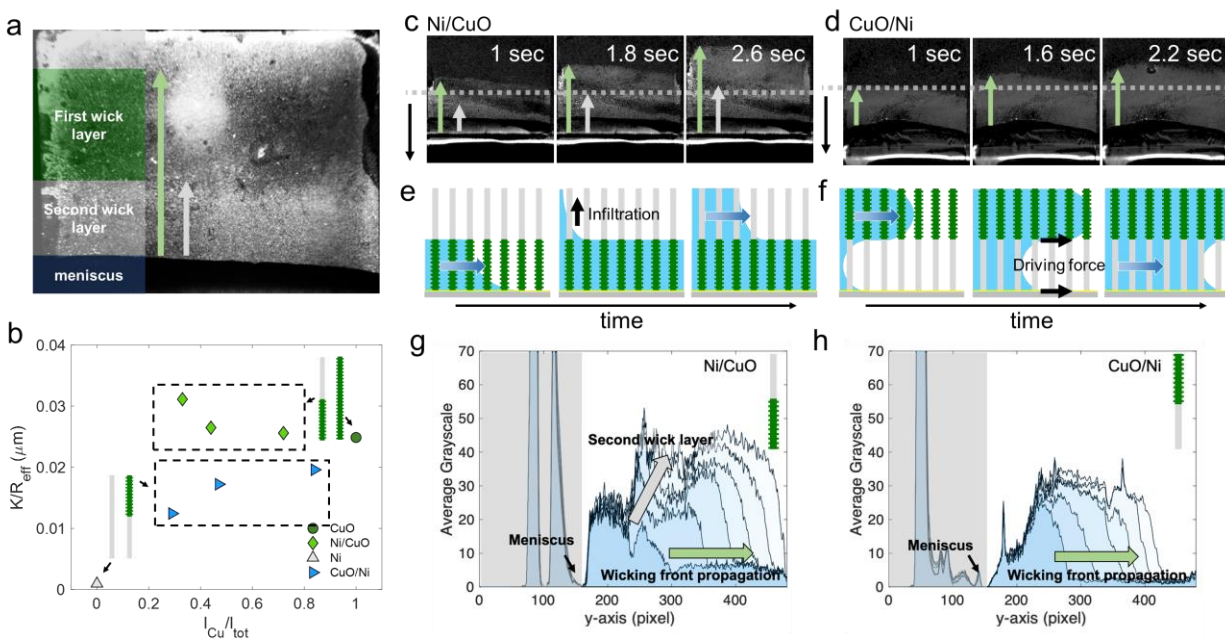 a
First wick
layer
Second wick
layer
meniscus
b
K/R_eff (μm)
0.04
0.03
0.02
0.01
0
0
0.2
0.4
0.6
0.8
1
l_Cu/l_tot
CuO
Ni/CuO
Ni
CuO/Ni
c
Ni/CuO
1 sec
1.8 sec
2.6 sec
d
CuO/Ni
1 sec
1.6 sec
2.2 sec
e
Infiltration
time
f
Driving force
time
g
Ni/CuO
Average Grayscale
70
60
50
40
30
20
10
0
Second wick layer
Meniscus
Wicking front propagation
0
100
200
300
400
y-axis (pixel)
h
CuO/Ni
Average Grayscale
70
60
50
40
30
20
10
0
Meniscus
Wicking front propagation
0
100
200
300
400
y-axis (pixel)